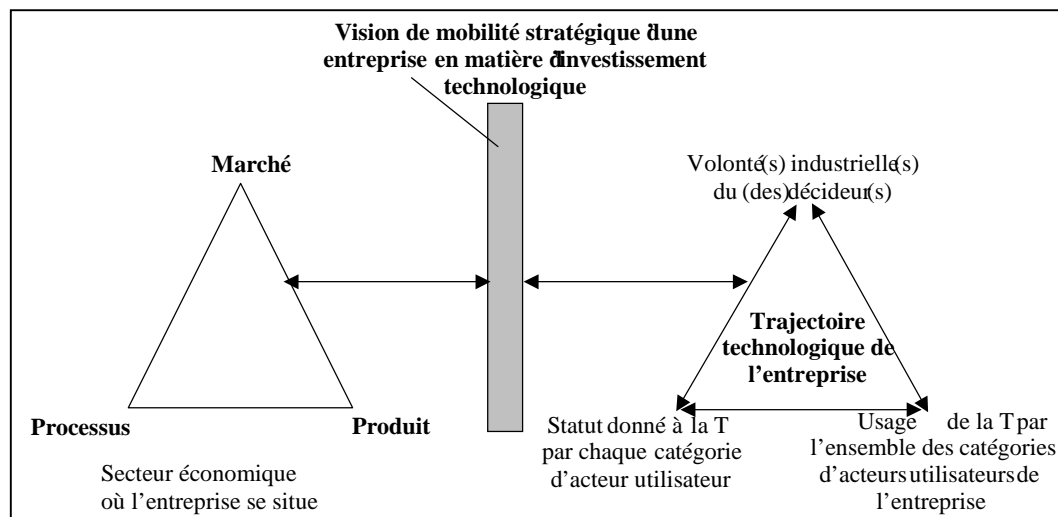 Vision de mobilité stratégique d'une
entreprise en matière d'investissement
technologique
Marché
Processus
Produit
Secteur économique
où l'entreprise se situe
Volonté(s) industrielle(s)
du (des) décideur(s)
Trajectoire
technologique de
l'entreprise
Statut donné à la T
par chaque catégorie
d'acteur utilisateur
Usage de la T par
l'ensemble des catégories
d'acteurs utilisateurs de
l'entreprise